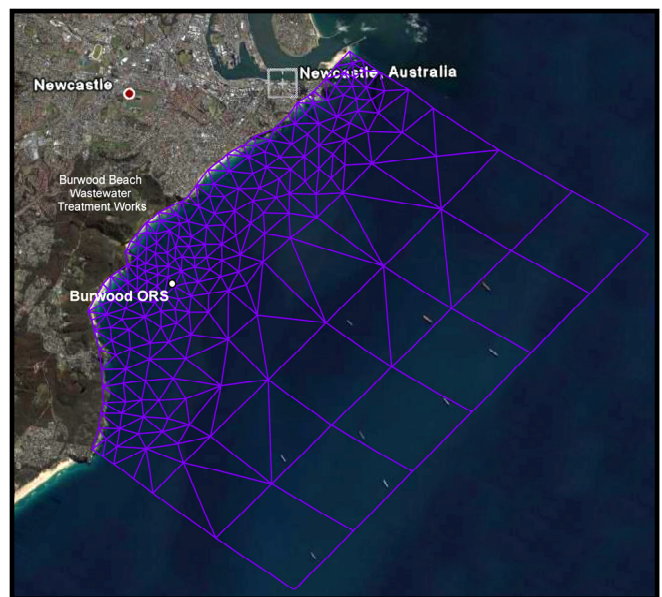 Newcastle
Newcastle, Australia
Burwood Beach
Wastewater
Treatment Works
Burwood ORS